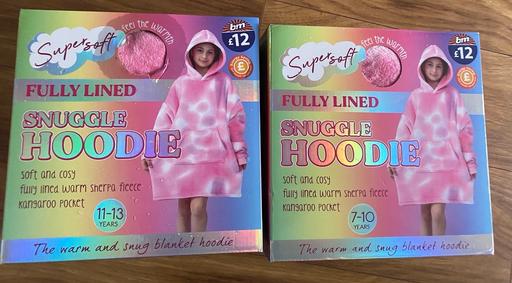 Supersoft
feel the warmth
bm
£12
£
FULLY LINED
SNUGGLE
HOODIE
soft and cosy
fully lined warm sherpa fleece
kangaroo pocket
11-13
YEARS
The warm and snug blanket hoodie
Supersoft
feel the warmth
bm
£12
£
FULLY LINED
SNUGGLE
HOODIE
soft and cosy
fully lined warm sherpa fleece
kangaroo pocket
7-10
YEARS
The warm and snug blanket hoodie